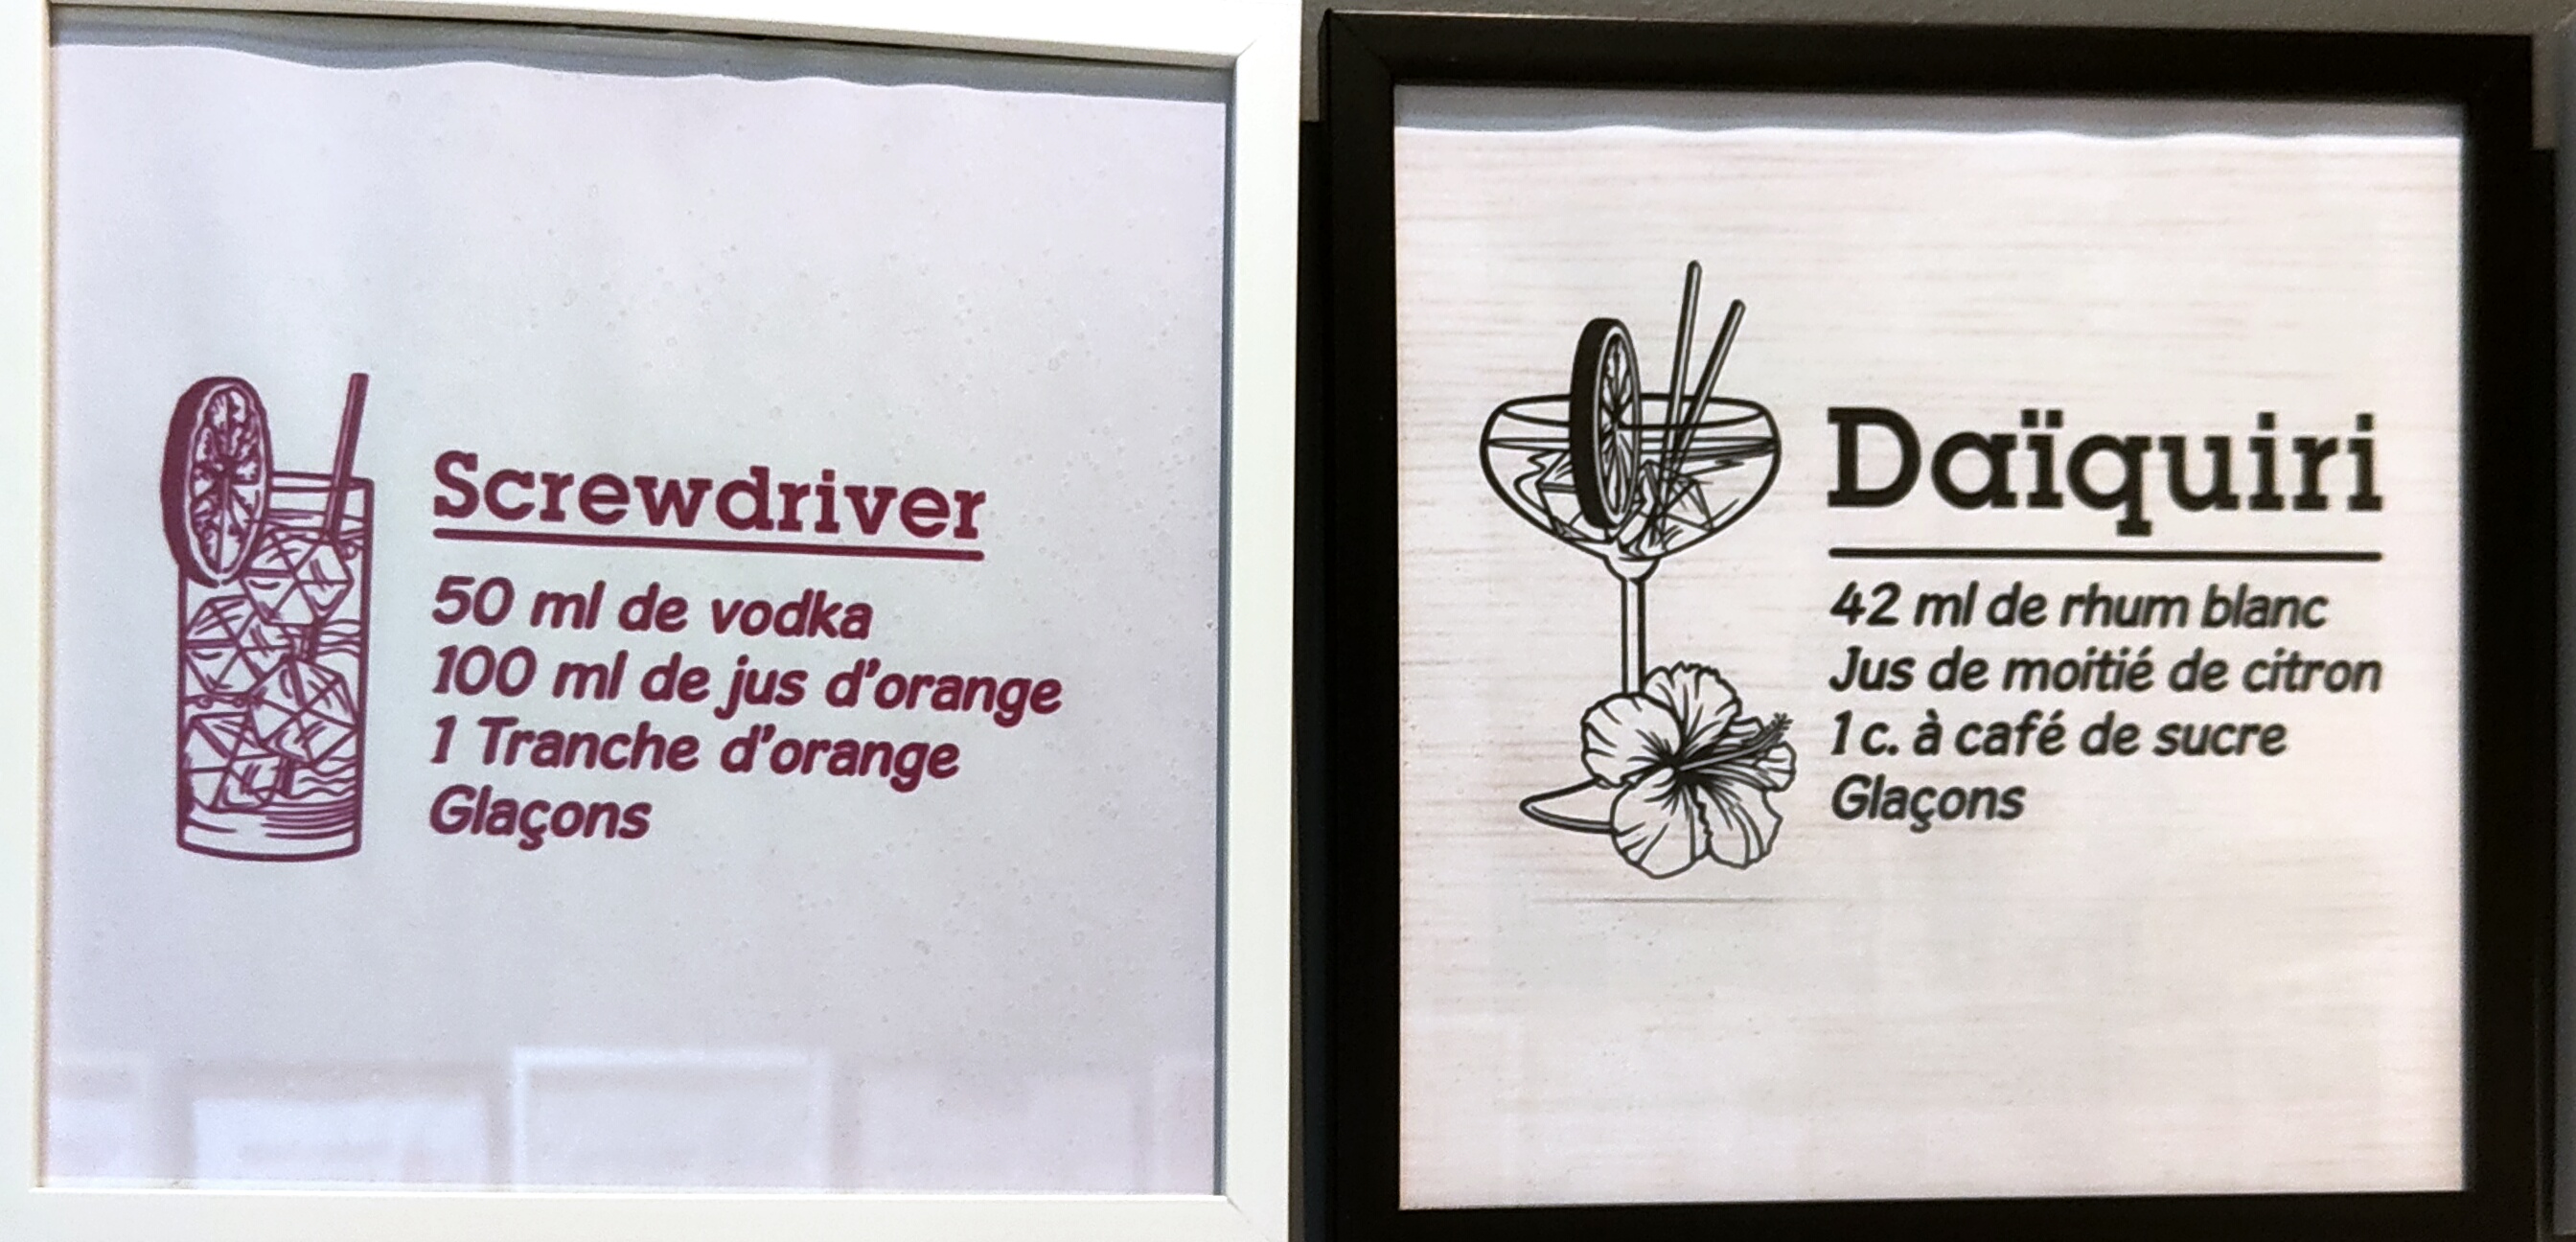 Screwdriver
50 ml de vodka
100 ml de jus d'orange
1 Tranche d'orange
Glaçons
Daïquiri
42 ml de rhum blanc
Jus de moitié de citron
1 c. à café de sucre
Glaçons